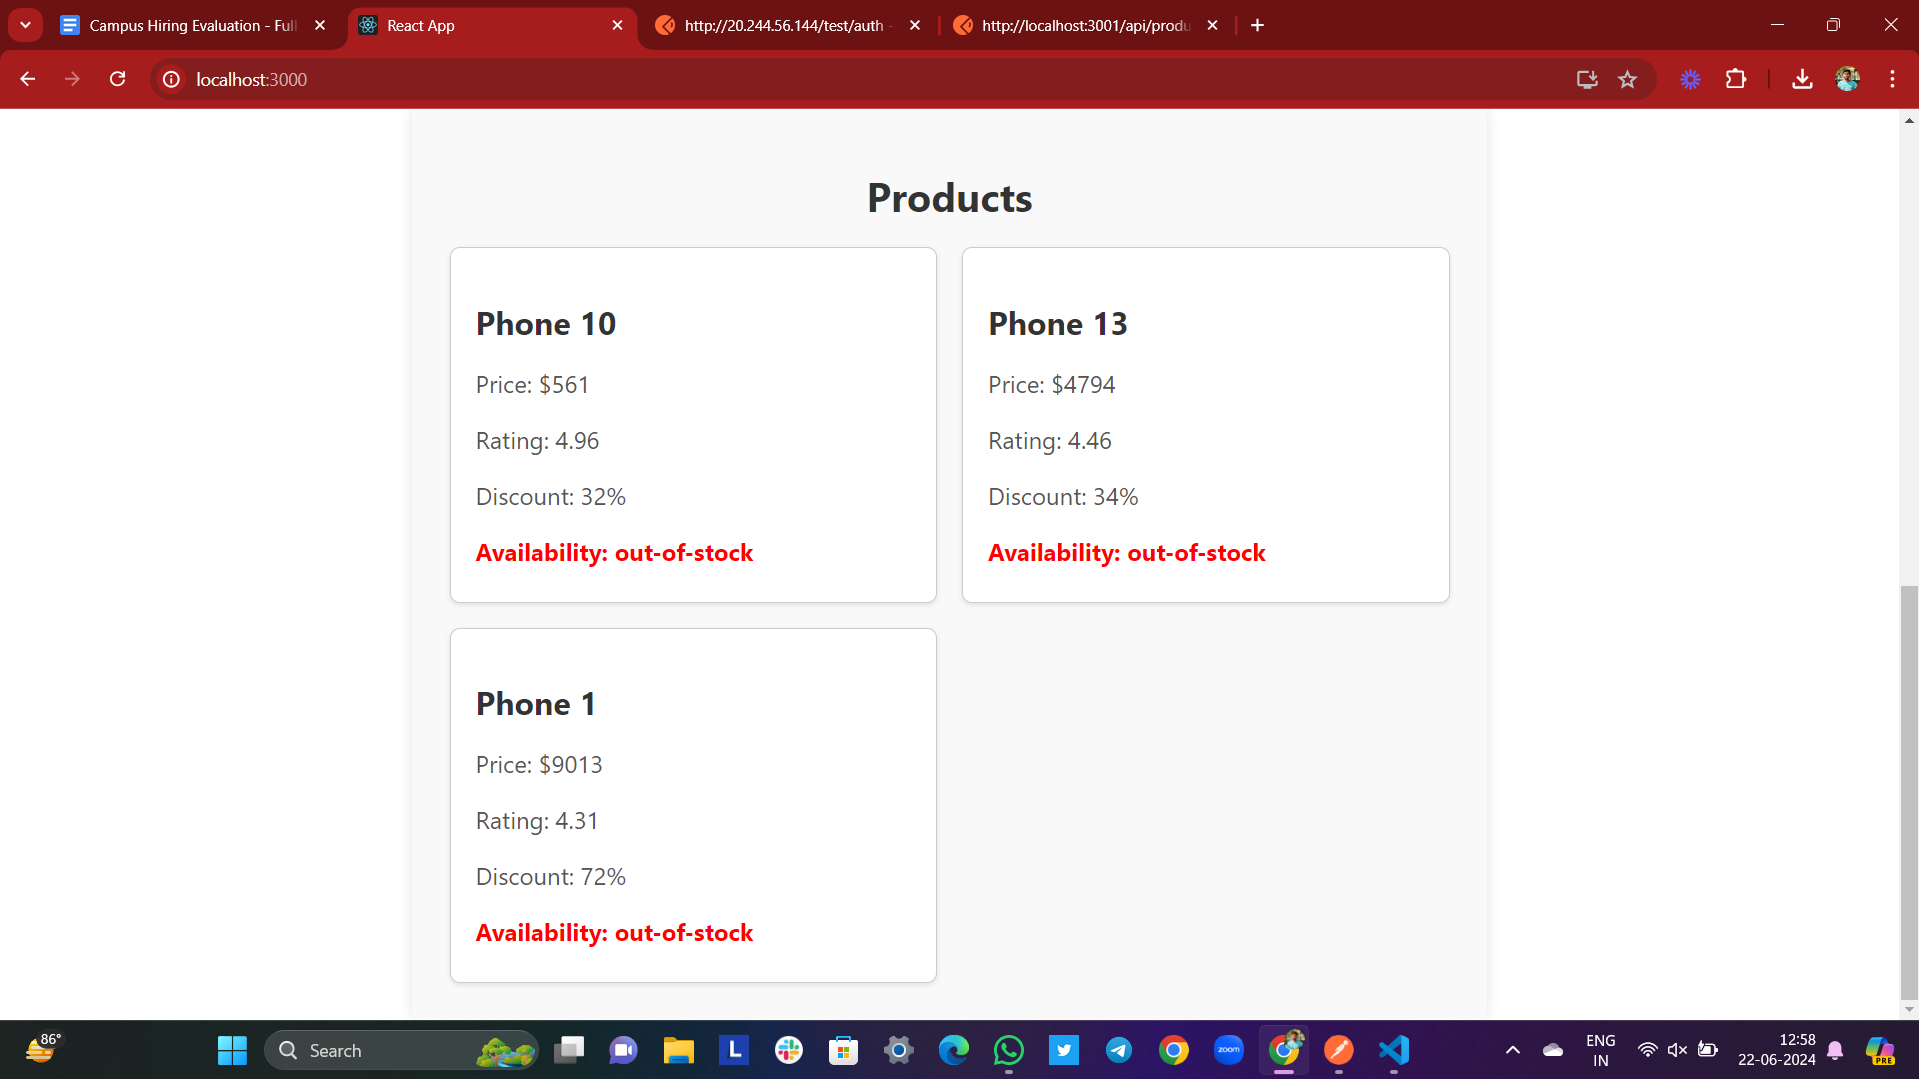 Campus Hiring Evaluation - Full
React App
http://20.244.56.144/test/auth -
http://localhost:3001/api/produ
localhost:3000
Products
Phone 10
Price: $561
Rating: 4.96
Discount: 32%
Availability: out-of-stock
Phone 13
Price: $4794
Rating: 4.46
Discount: 34%
Availability: out-of-stock
Phone 1
Price: $9013
Rating: 4.31
Discount: 72%
Availability: out-of-stock
86°
Search
L
zoom
ENG
IN
12:58
22-06-2024
PRE